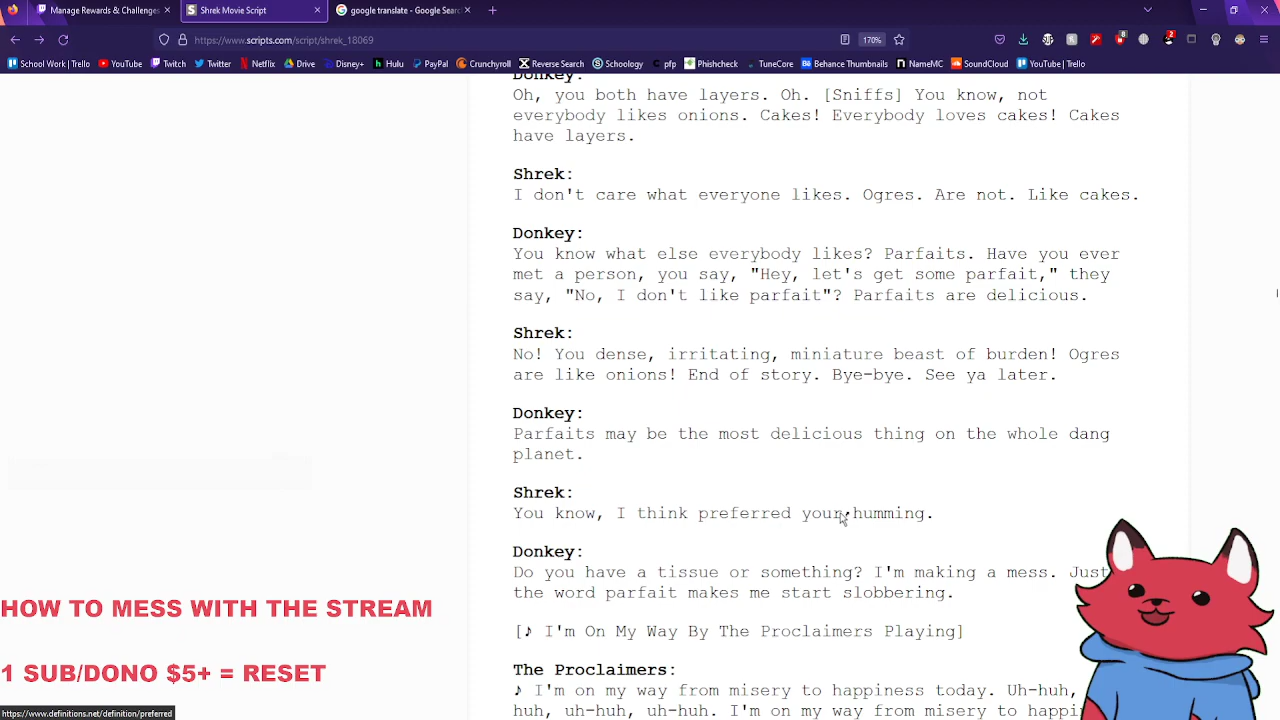 Manage Rewards & Challenges
Shrek Movie Script
google translate - Google Searc
https://www.scripts.com/script/shrek_18069
170%
School Work | Trello
YouTube
Twitch
Twitter
Netflix
Drive
Disney+
Hulu
PayPal
Crunchyroll
Reverse Search
Schoology
pfp
Phishcheck
TuneCore
Behance Thumbnails
NameMC
SoundCloud
YouTube | Trello
Donkey:
Oh, you both have layers. Oh. [Sniffs] You know, not
everybody likes onions. Cakes! Everybody loves cakes! Cakes
have layers.
Shrek:
I don't care what everyone likes. Ogres. Are not. Like cakes.
Donkey:
You know what else everybody likes? Parfaits. Have you ever
met a person, you say, "Hey, let's get some parfait," they
say, "No, I don't like parfait"? Parfaits are delicious.
Shrek:
No! You dense, irritating, miniature beast of burden! Ogres
are like onions! End of story. Bye-bye. See ya later.
Donkey:
Parfaits may be the most delicious thing on the whole dang
planet.
Shrek:
You know, I think preferred your humming.
Donkey:
Do you have a tissue or something? I'm making a mess. Just
the word parfait makes me start slobbering.
[♪ I'm On My Way By The Proclaimers Playing]
The Proclaimers:
♪ I'm on my way from misery to happiness today. Uh-huh,
huh, uh-huh, uh-huh. I'm on my way from misery to happi
HOW TO MESS WITH THE STREAM
1 SUB/DONO $5+ = RESET
https://www.definitions.net/definition/preferred